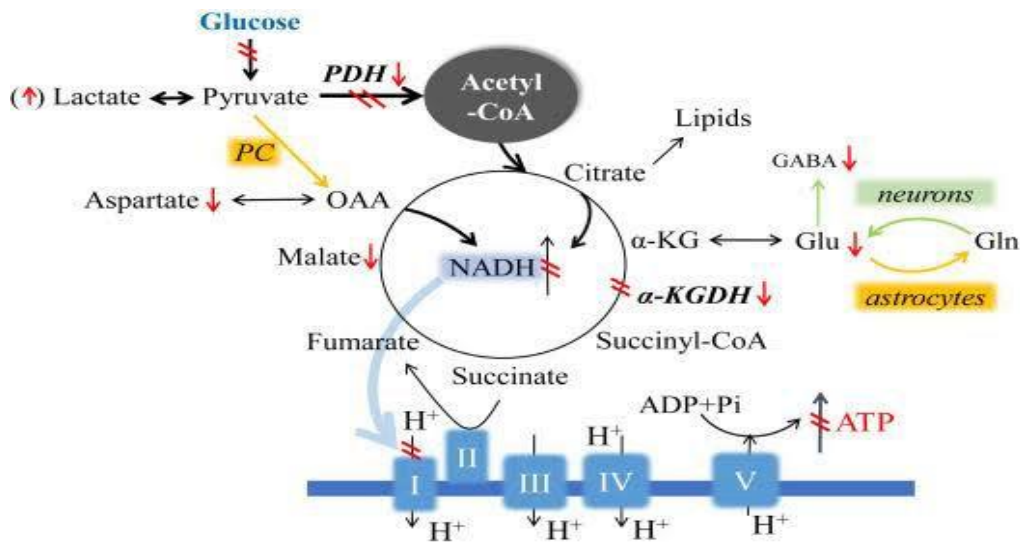 Glucose
PDH
Acetyl
-CoA
(↑) Lactate
Pyruvate
Lipids
PC
Citrate
GABA
neurons
Aspartate
OAA
α-KG
Glu
Gln
Malate
NADH
α-KGDH
astrocytes
Fumarate
Succinyl-CoA
Succinate
ADP+Pi
ATP
H+
H+
I
II
III
IV
V
H+
H+
H+
H+